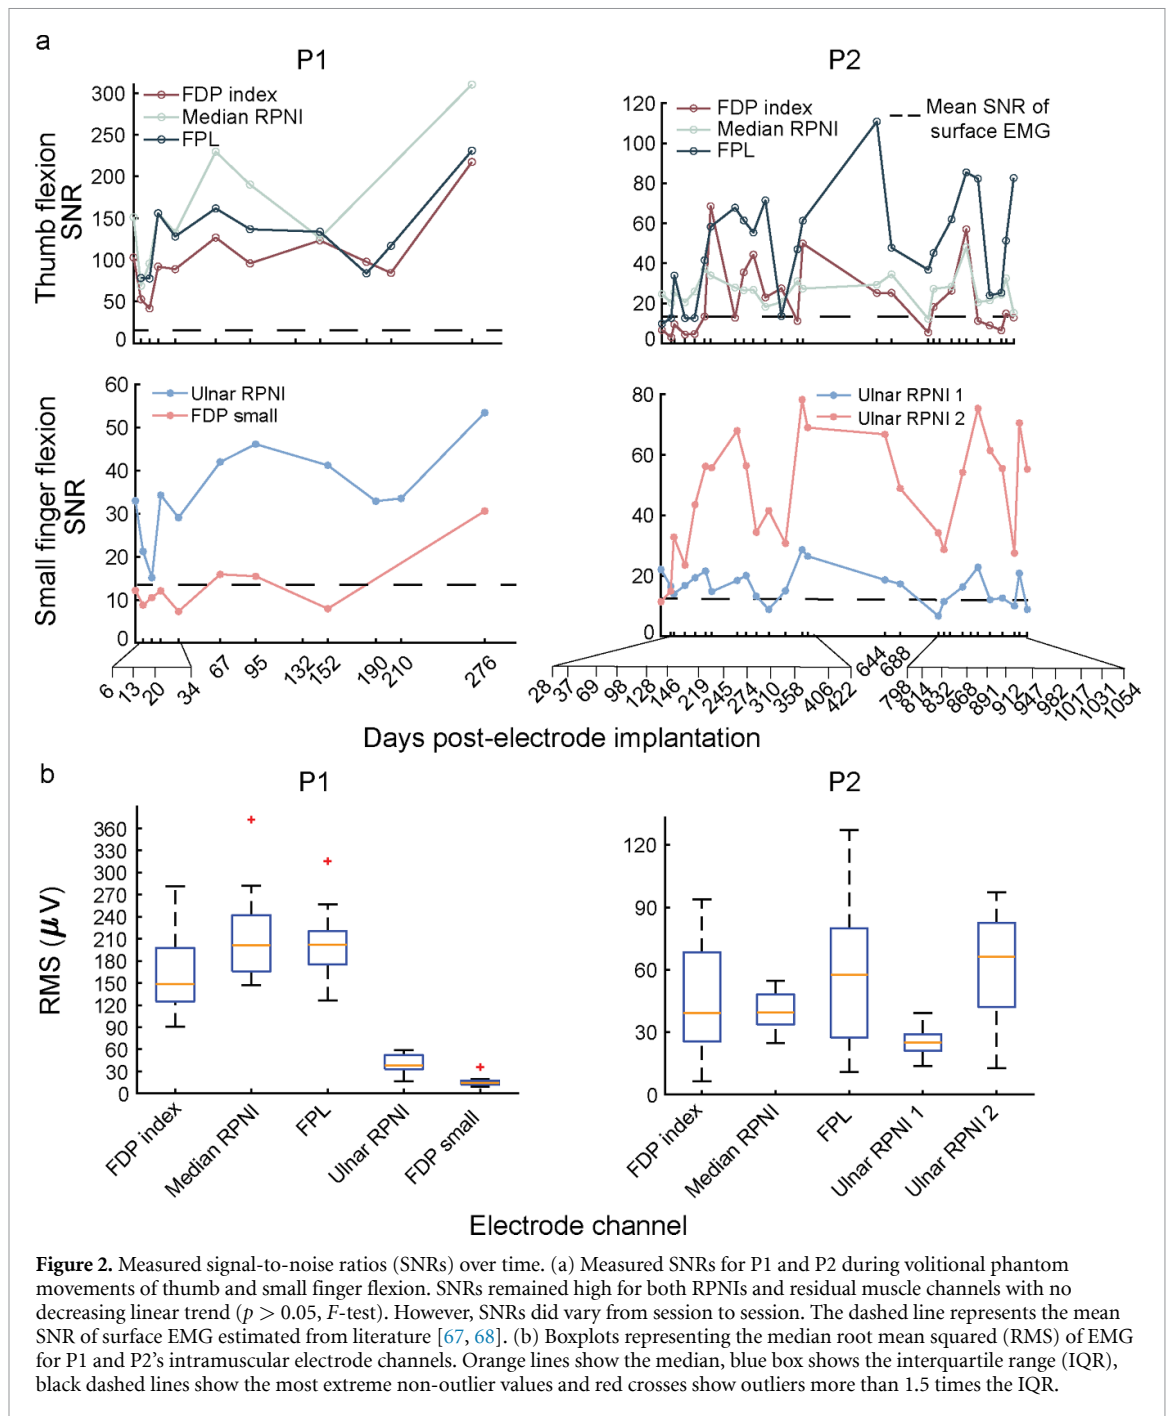 a
P1
P2
300
250
200
150
100
50
0
Thumb flexion
SNR
FDP index
Median RPNI
FPL
120
100
80
60
40
20
0
FDP index
Median RPNI
FPL
Mean SNR of
surface EMG
60
50
40
30
20
10
0
Small finger flexion
SNR
Ulnar RPNI
FDP small
80
60
40
20
0
Ulnar RPNI 1
Ulnar RPNI 2
6 13 20 34 67 95 132 152 190 210 276
28 37 69 98 128 146 219 245 274 310 358 406 422 644 688 798 814 832 868 891 912 947 982 1017 1031 1054
Days post-electrode implantation
b
P1
P2
360
330
300
270
240
210
180
150
120
90
60
30
0
RMS (μV)
FDP index
Median RPNI
FPL
Ulnar RPNI
FDP small
120
90
60
30
0
FDP index
Median RPNI
FPL
Ulnar RPNI 1
Ulnar RPNI 2
Electrode channel
Figure 2. Measured signal-to-noise ratios (SNRs) over time. (a) Measured SNRs for P1 and P2 during volitional phantom
movements of thumb and small finger flexion. SNRs remained high for both RPNIs and residual muscle channels with no
decreasing linear trend (p > 0.05, F-test). However, SNRs did vary from session to session. The dashed line represents the mean
SNR of surface EMG estimated from literature [67, 68]. (b) Boxplots representing the median root mean squared (RMS) of EMG
for P1 and P2's intramuscular electrode channels. Orange lines show the median, blue box shows the interquartile range (IQR),
black dashed lines show the most extreme non-outlier values and red crosses show outliers more than 1.5 times the IQR.